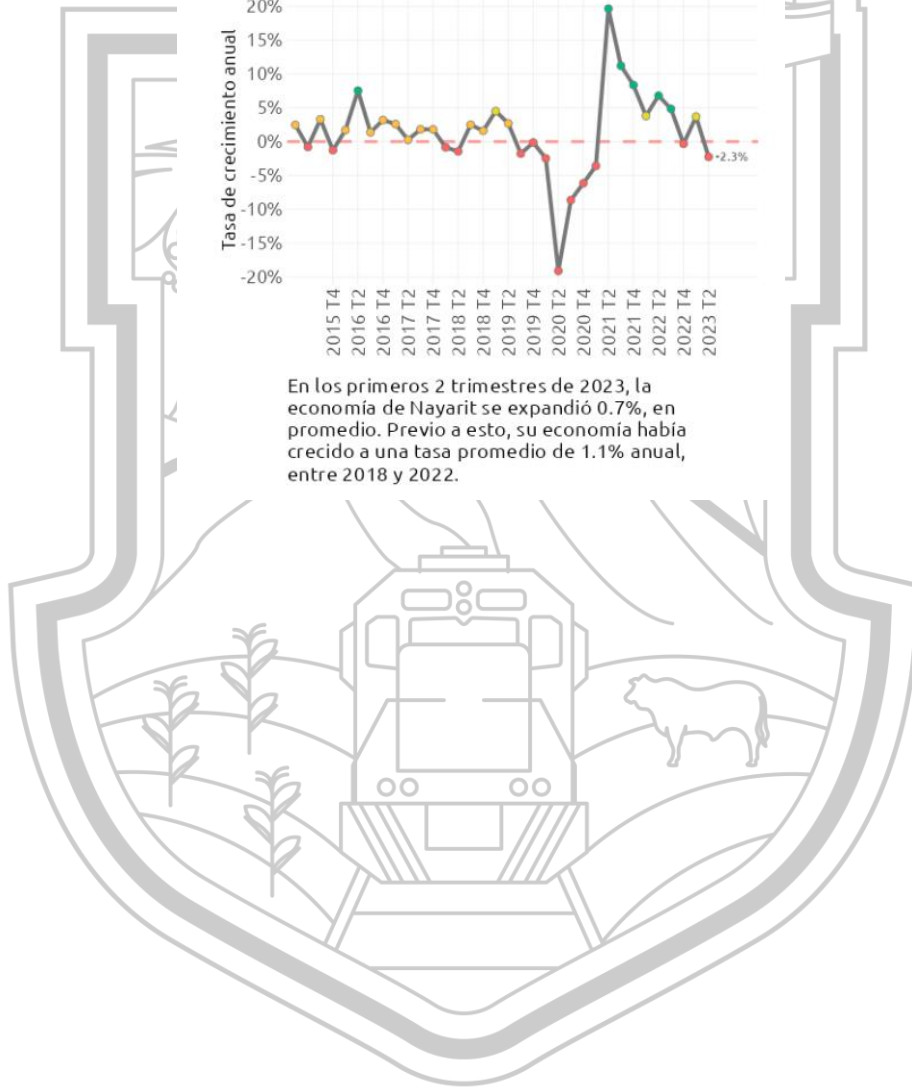 20%
15%
10%
5%
0%
-5%
-10%
-15%
-20%
Tasa de crecimiento anual
-2.3%
2015 T4
2016 T2
2016 T4
2017 T2
2017 T4
2018 T2
2018 T4
2019 T2
2019 T4
2020 T2
2020 T4
2021 T2
2021 T4
2022 T2
2022 T4
2023 T2
En los primeros 2 trimestres de 2023, la
economía de Nayarit se expandió 0.7%, en
promedio. Previo a esto, su economía había
crecido a una tasa promedio de 1.1% anual,
entre 2018 y 2022.